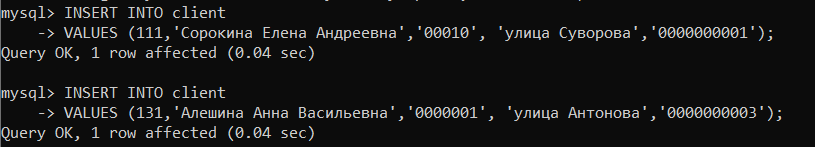 mysql> INSERT INTO client
    -> VALUES (111,'Сорокина Елена Андреевна','00010', 'улица Суворова','0000000001');
Query OK, 1 row affected (0.04 sec)
mysql> INSERT INTO client
    -> VALUES (131,'Алешина Анна Васильевна','0000001', 'улица Антонова','0000000003');
Query OK, 1 row affected (0.04 sec)